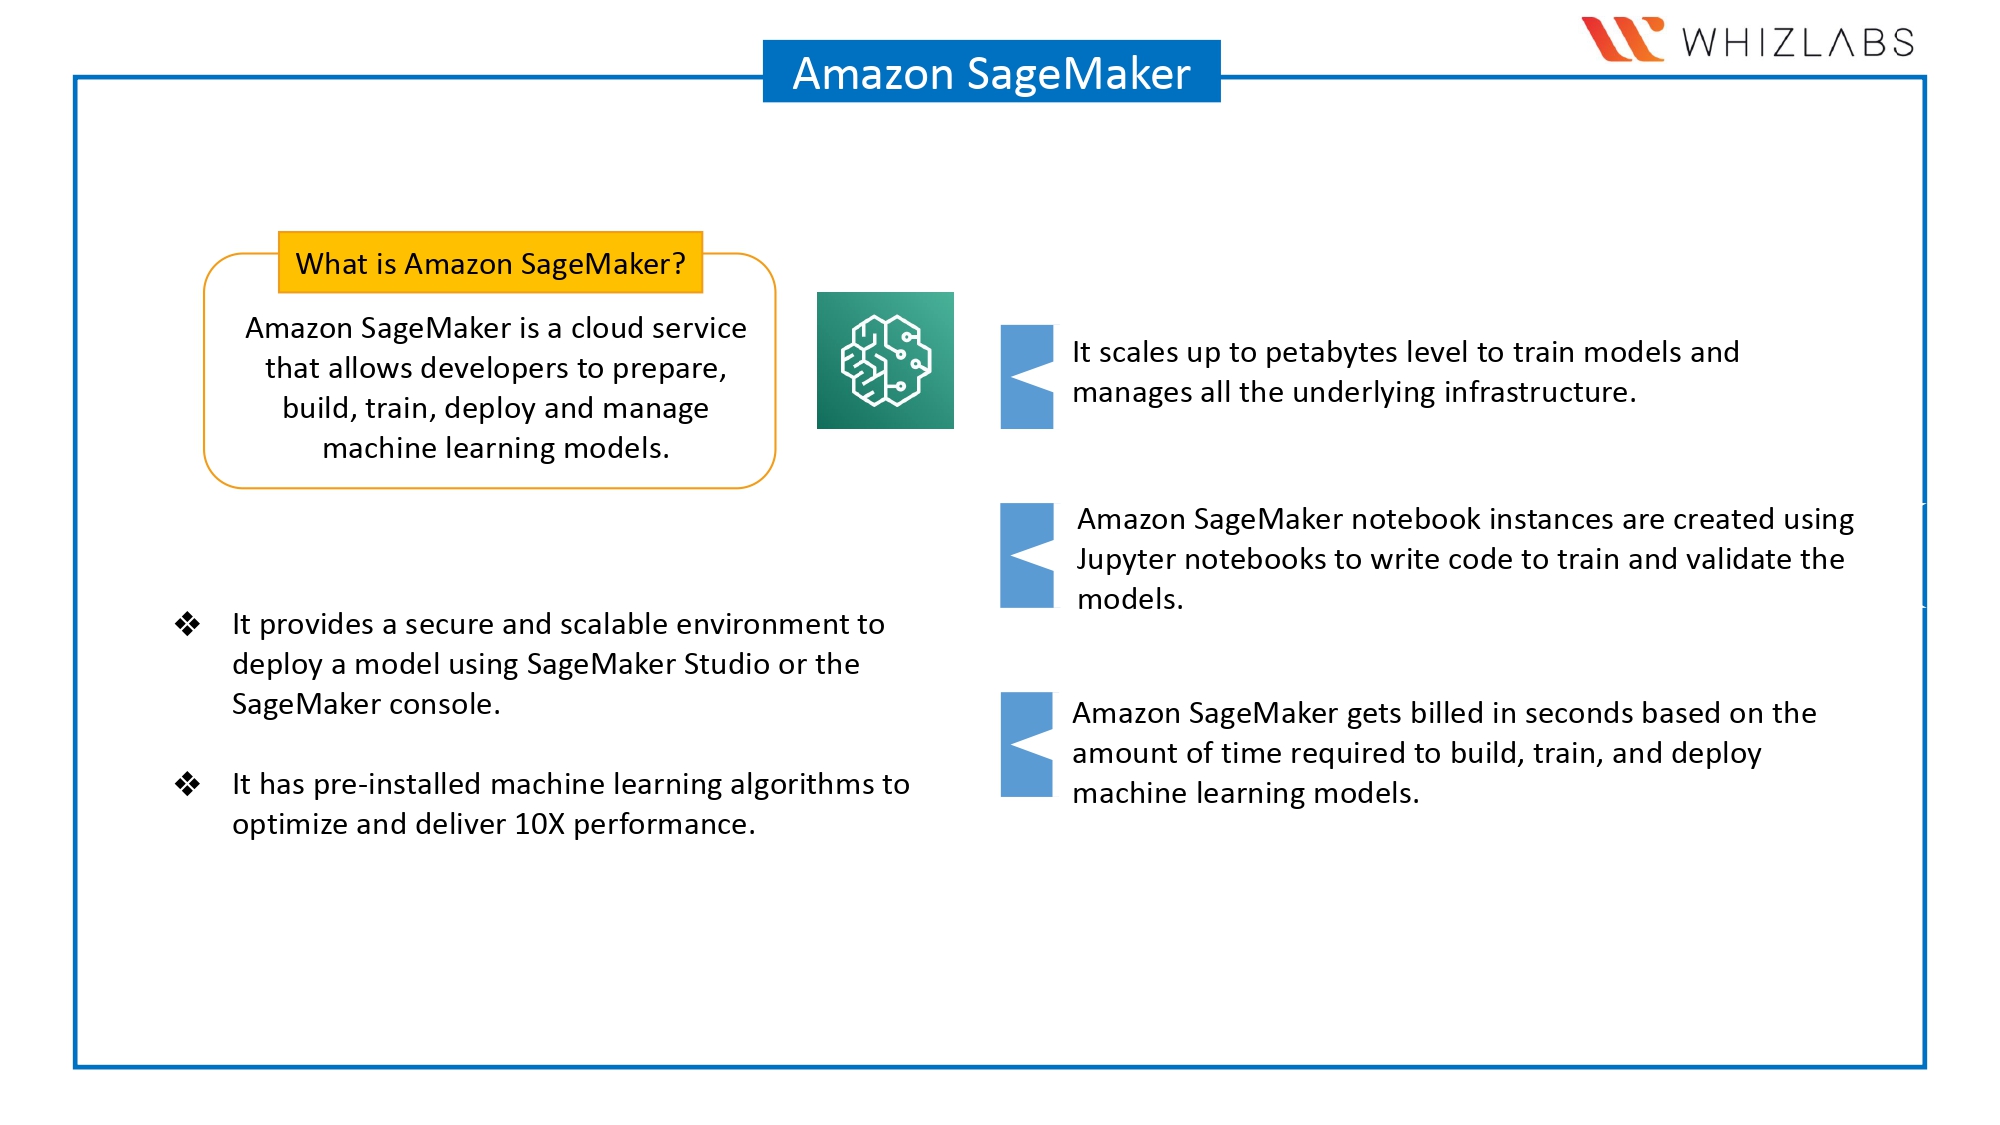 WHIZLABS
Amazon SageMaker
What is Amazon SageMaker?
Amazon SageMaker is a cloud service
that allows developers to prepare,
build, train, deploy and manage
machine learning models.
❖ It provides a secure and scalable environment to
deploy a model using SageMaker Studio or the
SageMaker console.
❖ It has pre-installed machine learning algorithms to
optimize and deliver 10X performance.
It scales up to petabytes level to train models and
manages all the underlying infrastructure.
Amazon SageMaker notebook instances are created using
Jupyter notebooks to write code to train and validate the
models.
Amazon SageMaker gets billed in seconds based on the
amount of time required to build, train, and deploy
machine learning models.